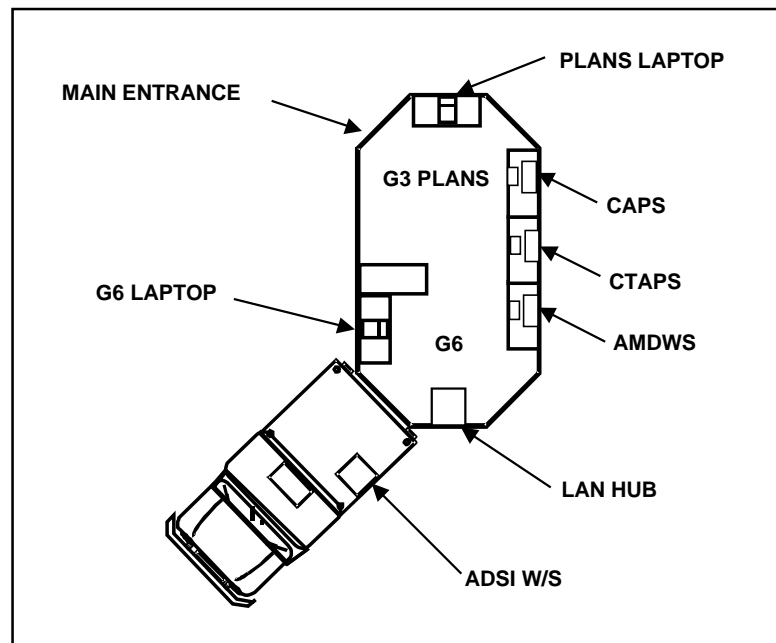 PLANS LAPTOP
MAIN ENTRANCE
G3 PLANS
CAPS
CTAPS
G6 LAPTOP
G6
AMDWS
LAN HUB
ADSI W/S